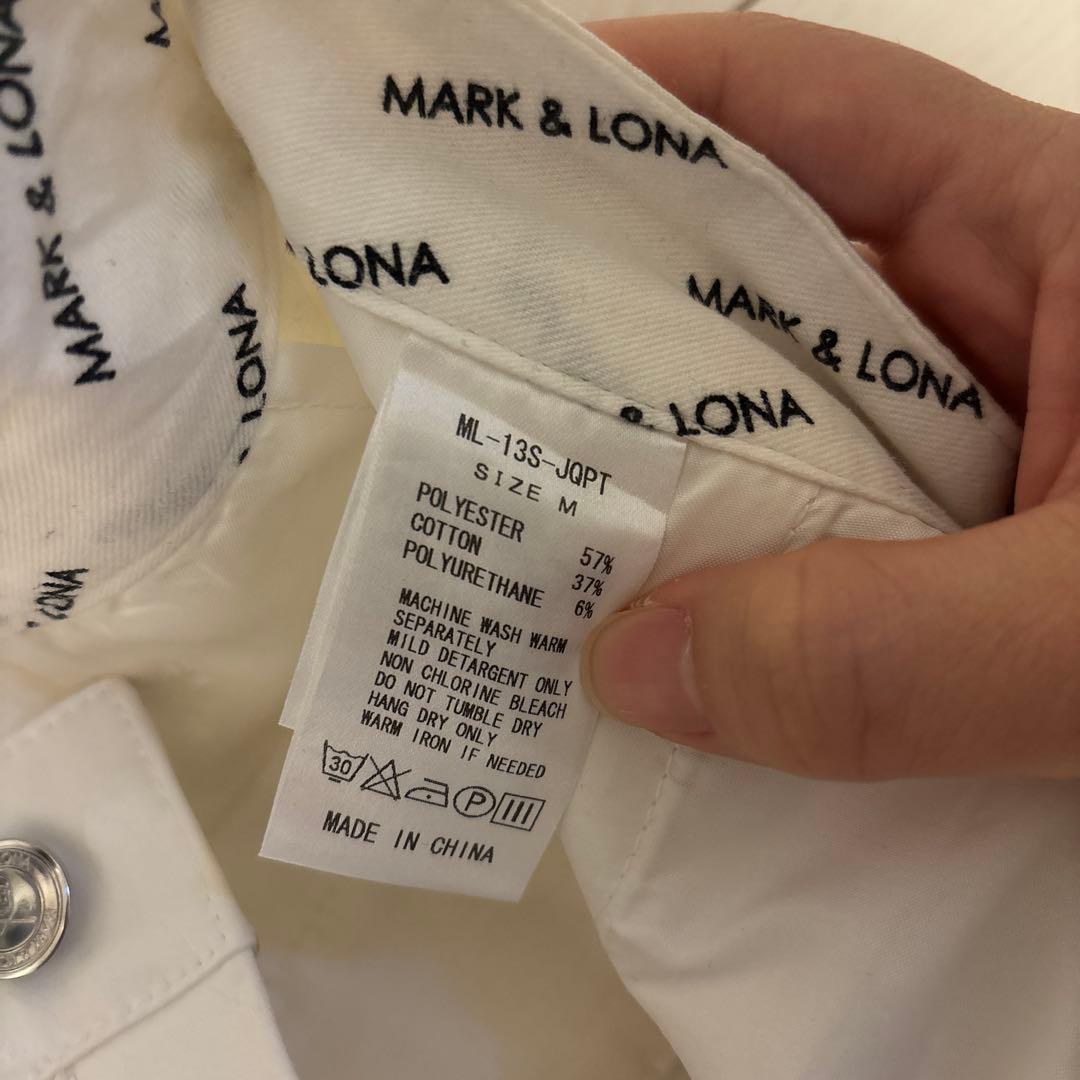 MARK & LONA
MARK & LONA
LONA
MARK & LONA
LONA
& LONA
ML-13S-JQPT
SIZE M
POLYESTER 57%
COTTON 37%
POLYURETHANE 6%
MACHINE WASH WARM
SEPARATELY
MILD DETARGENT ONLY
NON CHLORINE BLEACH
DO NOT TUMBLE DRY
HANG DRY ONLY
WARM IRON IF NEEDED
30 P
MADE IN CHINA